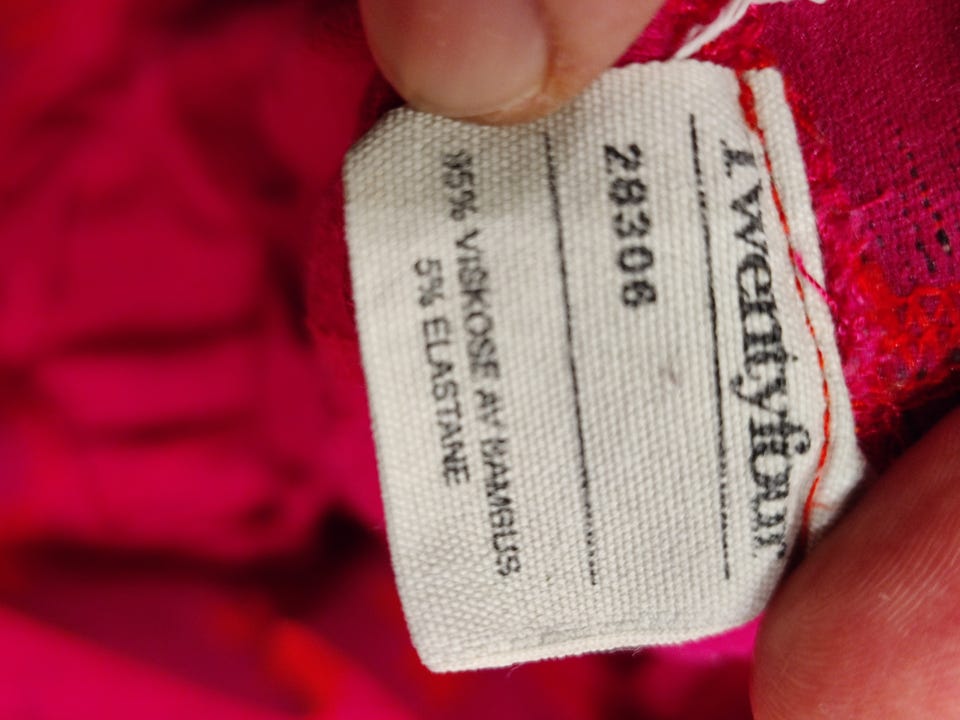 Twentyfour
28306
95% VISKOSE AV BAMBUS
5% ELASTANE